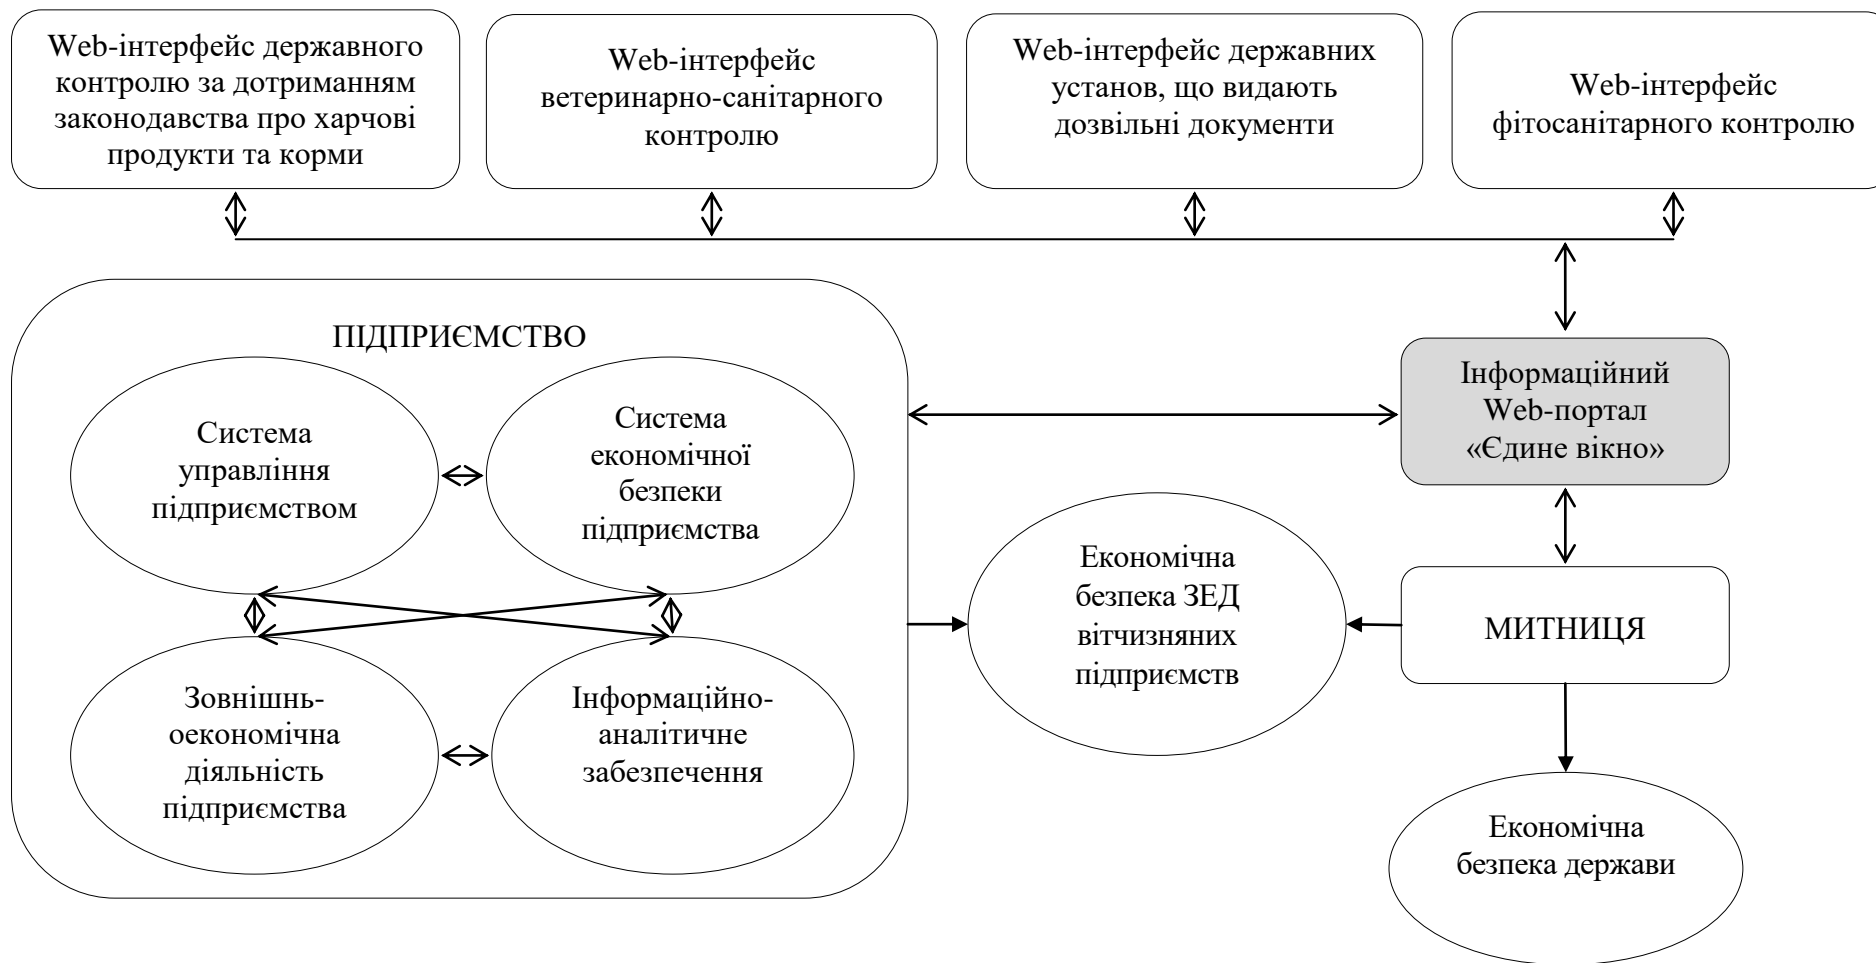 Web-інтерфейс державного
контролю за дотриманням
законодавства про харчові
продукти та корми
Web-інтерфейс
ветеринарно-санітарного
контролю
Web-інтерфейс державних
установ, що видають
дозвільні документи
Web-інтерфейс
фітосанітарного контролю
ПІДПРИЄМСТВО
Система
управління
підприємством
Система
економічної
безпеки
підприємства
Зовнішнь-
оекономічна
діяльність
підприємства
Інформаційно-
аналітичне
забезпечення
Інформаційний
Web-портал
«Єдине вікно»
Економічна
безпека ЗЕД
вітчизняних
підприємств
МИТНИЦЯ
Економічна
безпека держави